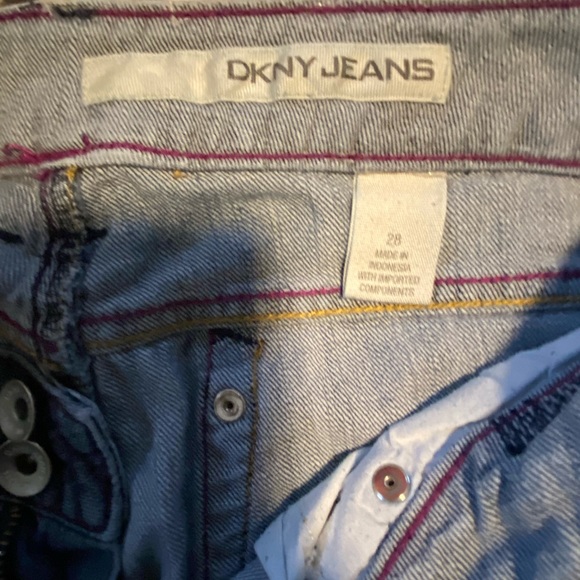 DKNY JEANS
28
MADE IN
INDONESIA
WITH IMPORTED
COMPONENTS